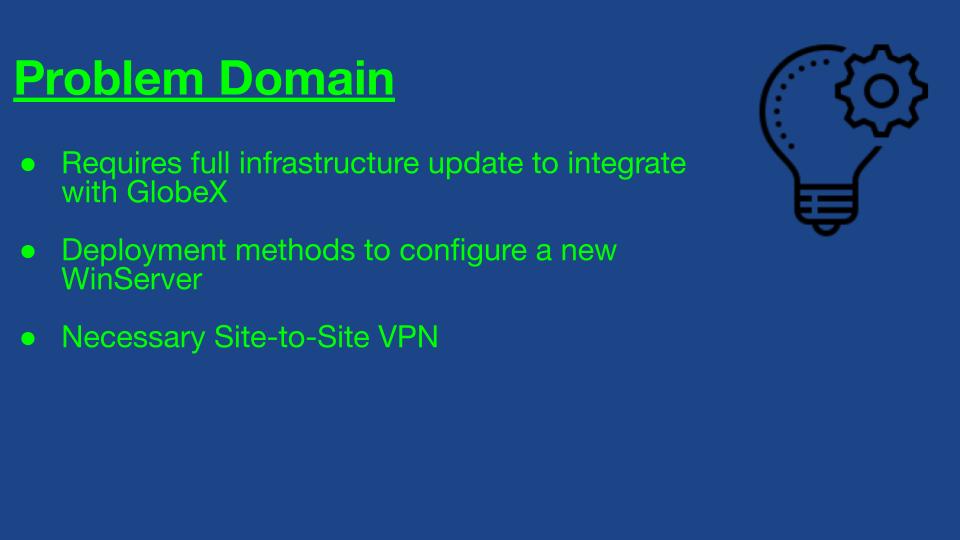 Problem Domain
● Requires full infrastructure update to integrate
with GlobeX
● Deployment methods to configure a new
WinServer
● Necessary Site-to-Site VPN